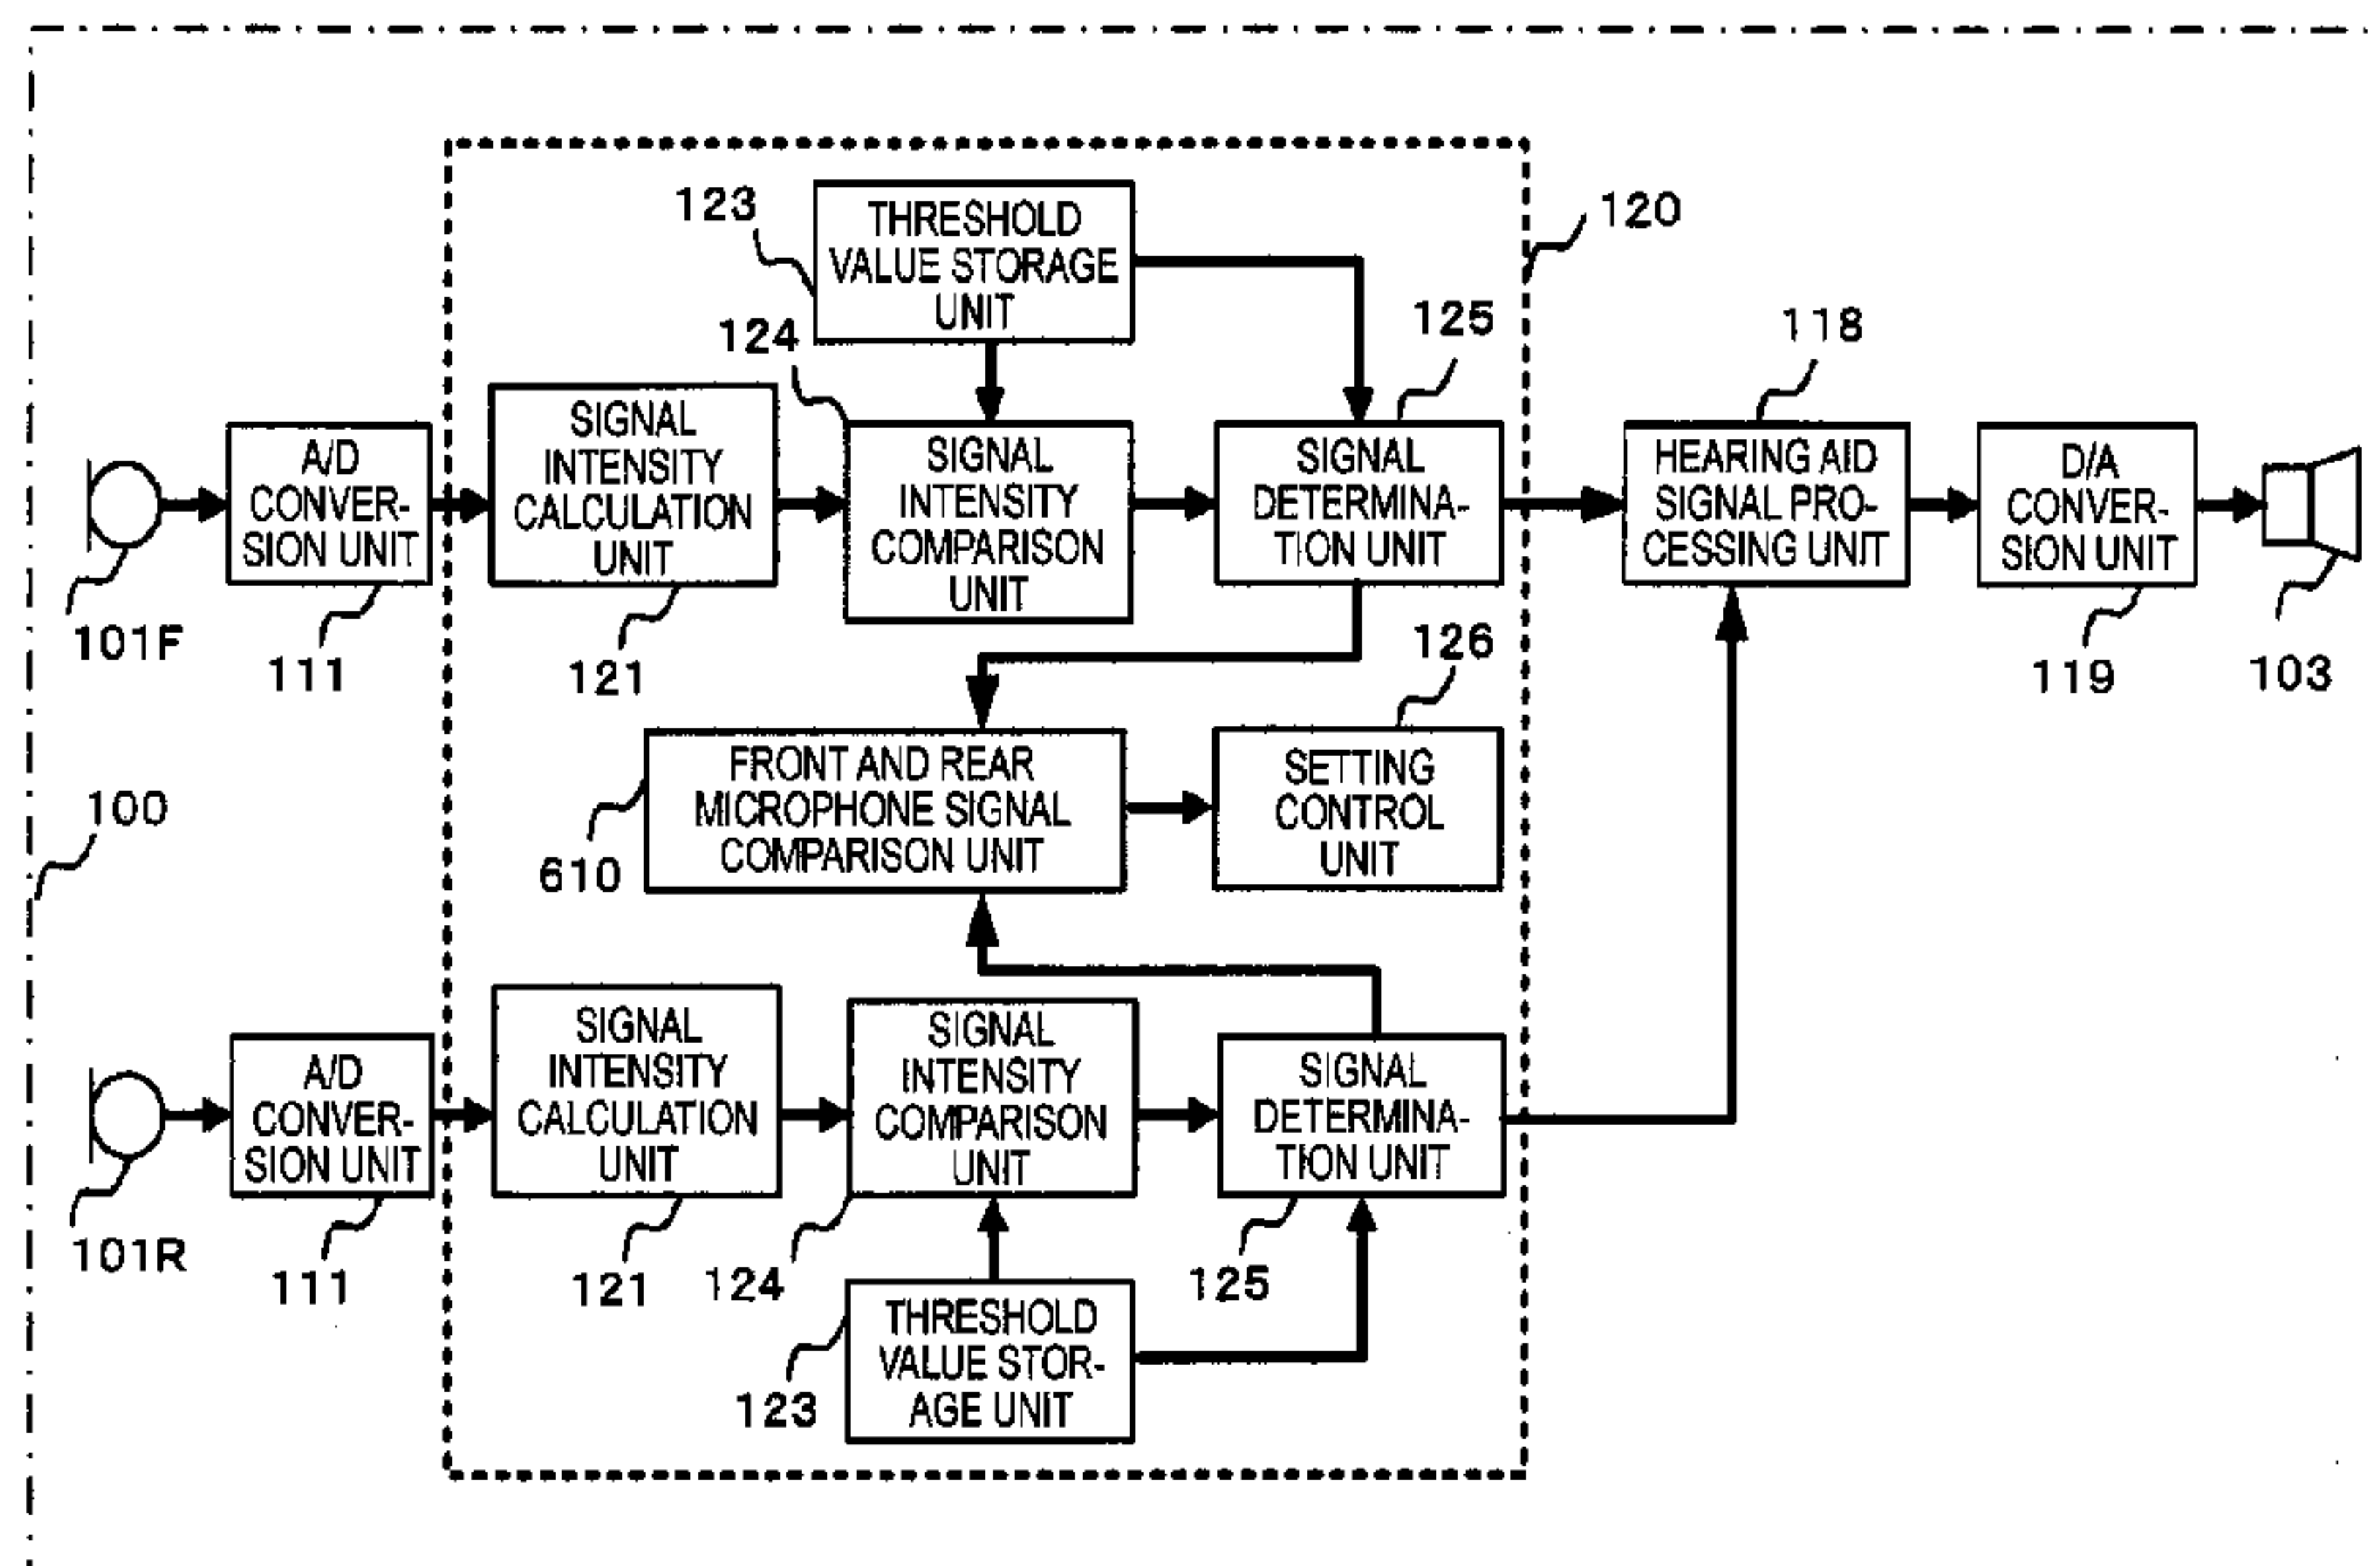 123
THRESHOLD
VALUE STORAGE
UNIT
120
124
125
118
A/D
CONVER-
SION UNIT
SIGNAL
INTENSITY
CALCULATION
UNIT
SIGNAL
INTENSITY
COMPARISON
UNIT
SIGNAL
DETERMINA-
TION UNIT
HEARING AID
SIGNAL PRO-
CESSING UNIT
D/A
CONVER-
SION UNIT
101F
111
121
126
119
103
100
610
FRONT AND REAR
MICROPHONE SIGNAL
COMPARISON UNIT
SETTING
CONTROL
UNIT
A/D
CONVER-
SION UNIT
SIGNAL
INTENSITY
CALCULATION
UNIT
SIGNAL
INTENSITY
COMPARISON
UNIT
SIGNAL
DETERMINA-
TION UNIT
101R
111
121
124
125
123
THRESHOLD
VALUE STOR-
AGE UNIT